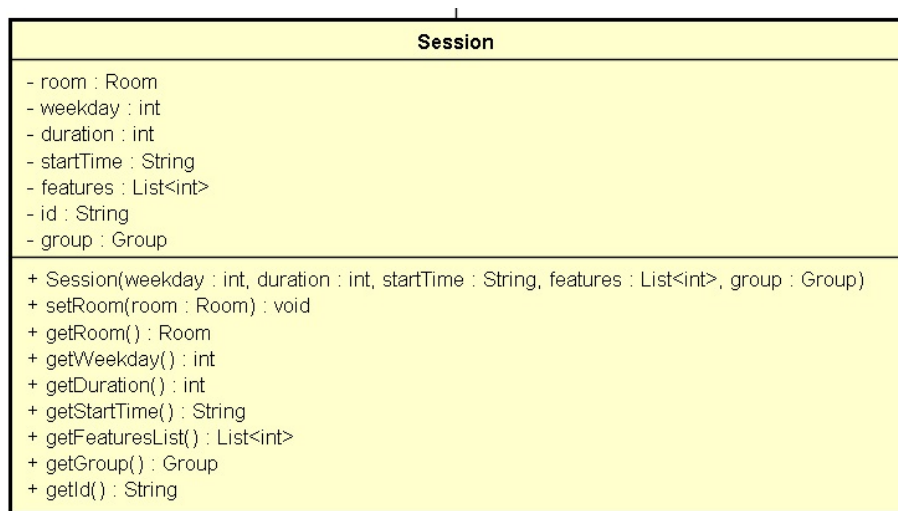 Session
- room : Room
- weekday : int
- duration : int
- startTime : String
- features : List<int>
- id : String
- group : Group
+ Session(weekday : int, duration : int, startTime : String, features : List<int>, group : Group)
+ setRoom(room : Room) : void
+ getRoom() : Room
+ getWeekday() : int
+ getDuration() : int
+ getStartTime() : String
+ getFeaturesList() : List<int>
+ getGroup() : Group
+ getId() : String